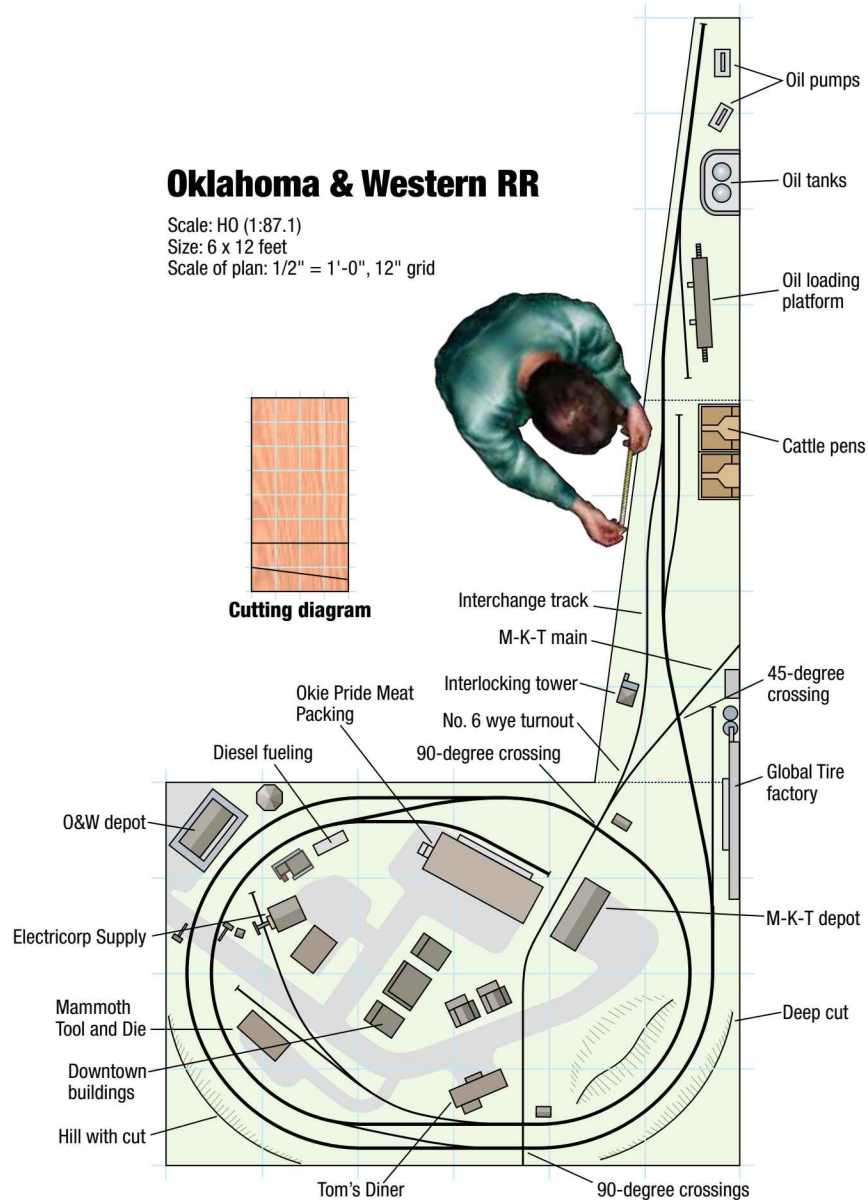 Oklahoma & Western RR
Scale: HO (1:87.1)
Size: 6 x 12 feet
Scale of plan: 1/2" = 1'-0", 12" grid
Oil pumps
Oil tanks
Oil loading
platform
Cattle pens
Cutting diagram
Interchange track
M-K-T main
45-degree
crossing
Interlocking tower
Okie Pride Meat
Packing
No. 6 wye turnout
Diesel fueling
90-degree crossing
Global Tire
factory
O&W depot
M-K-T depot
Electricorp Supply
Mammoth
Tool and Die
Deep cut
Downtown
buildings
Hill with cut
Tom's Diner
90-degree crossings